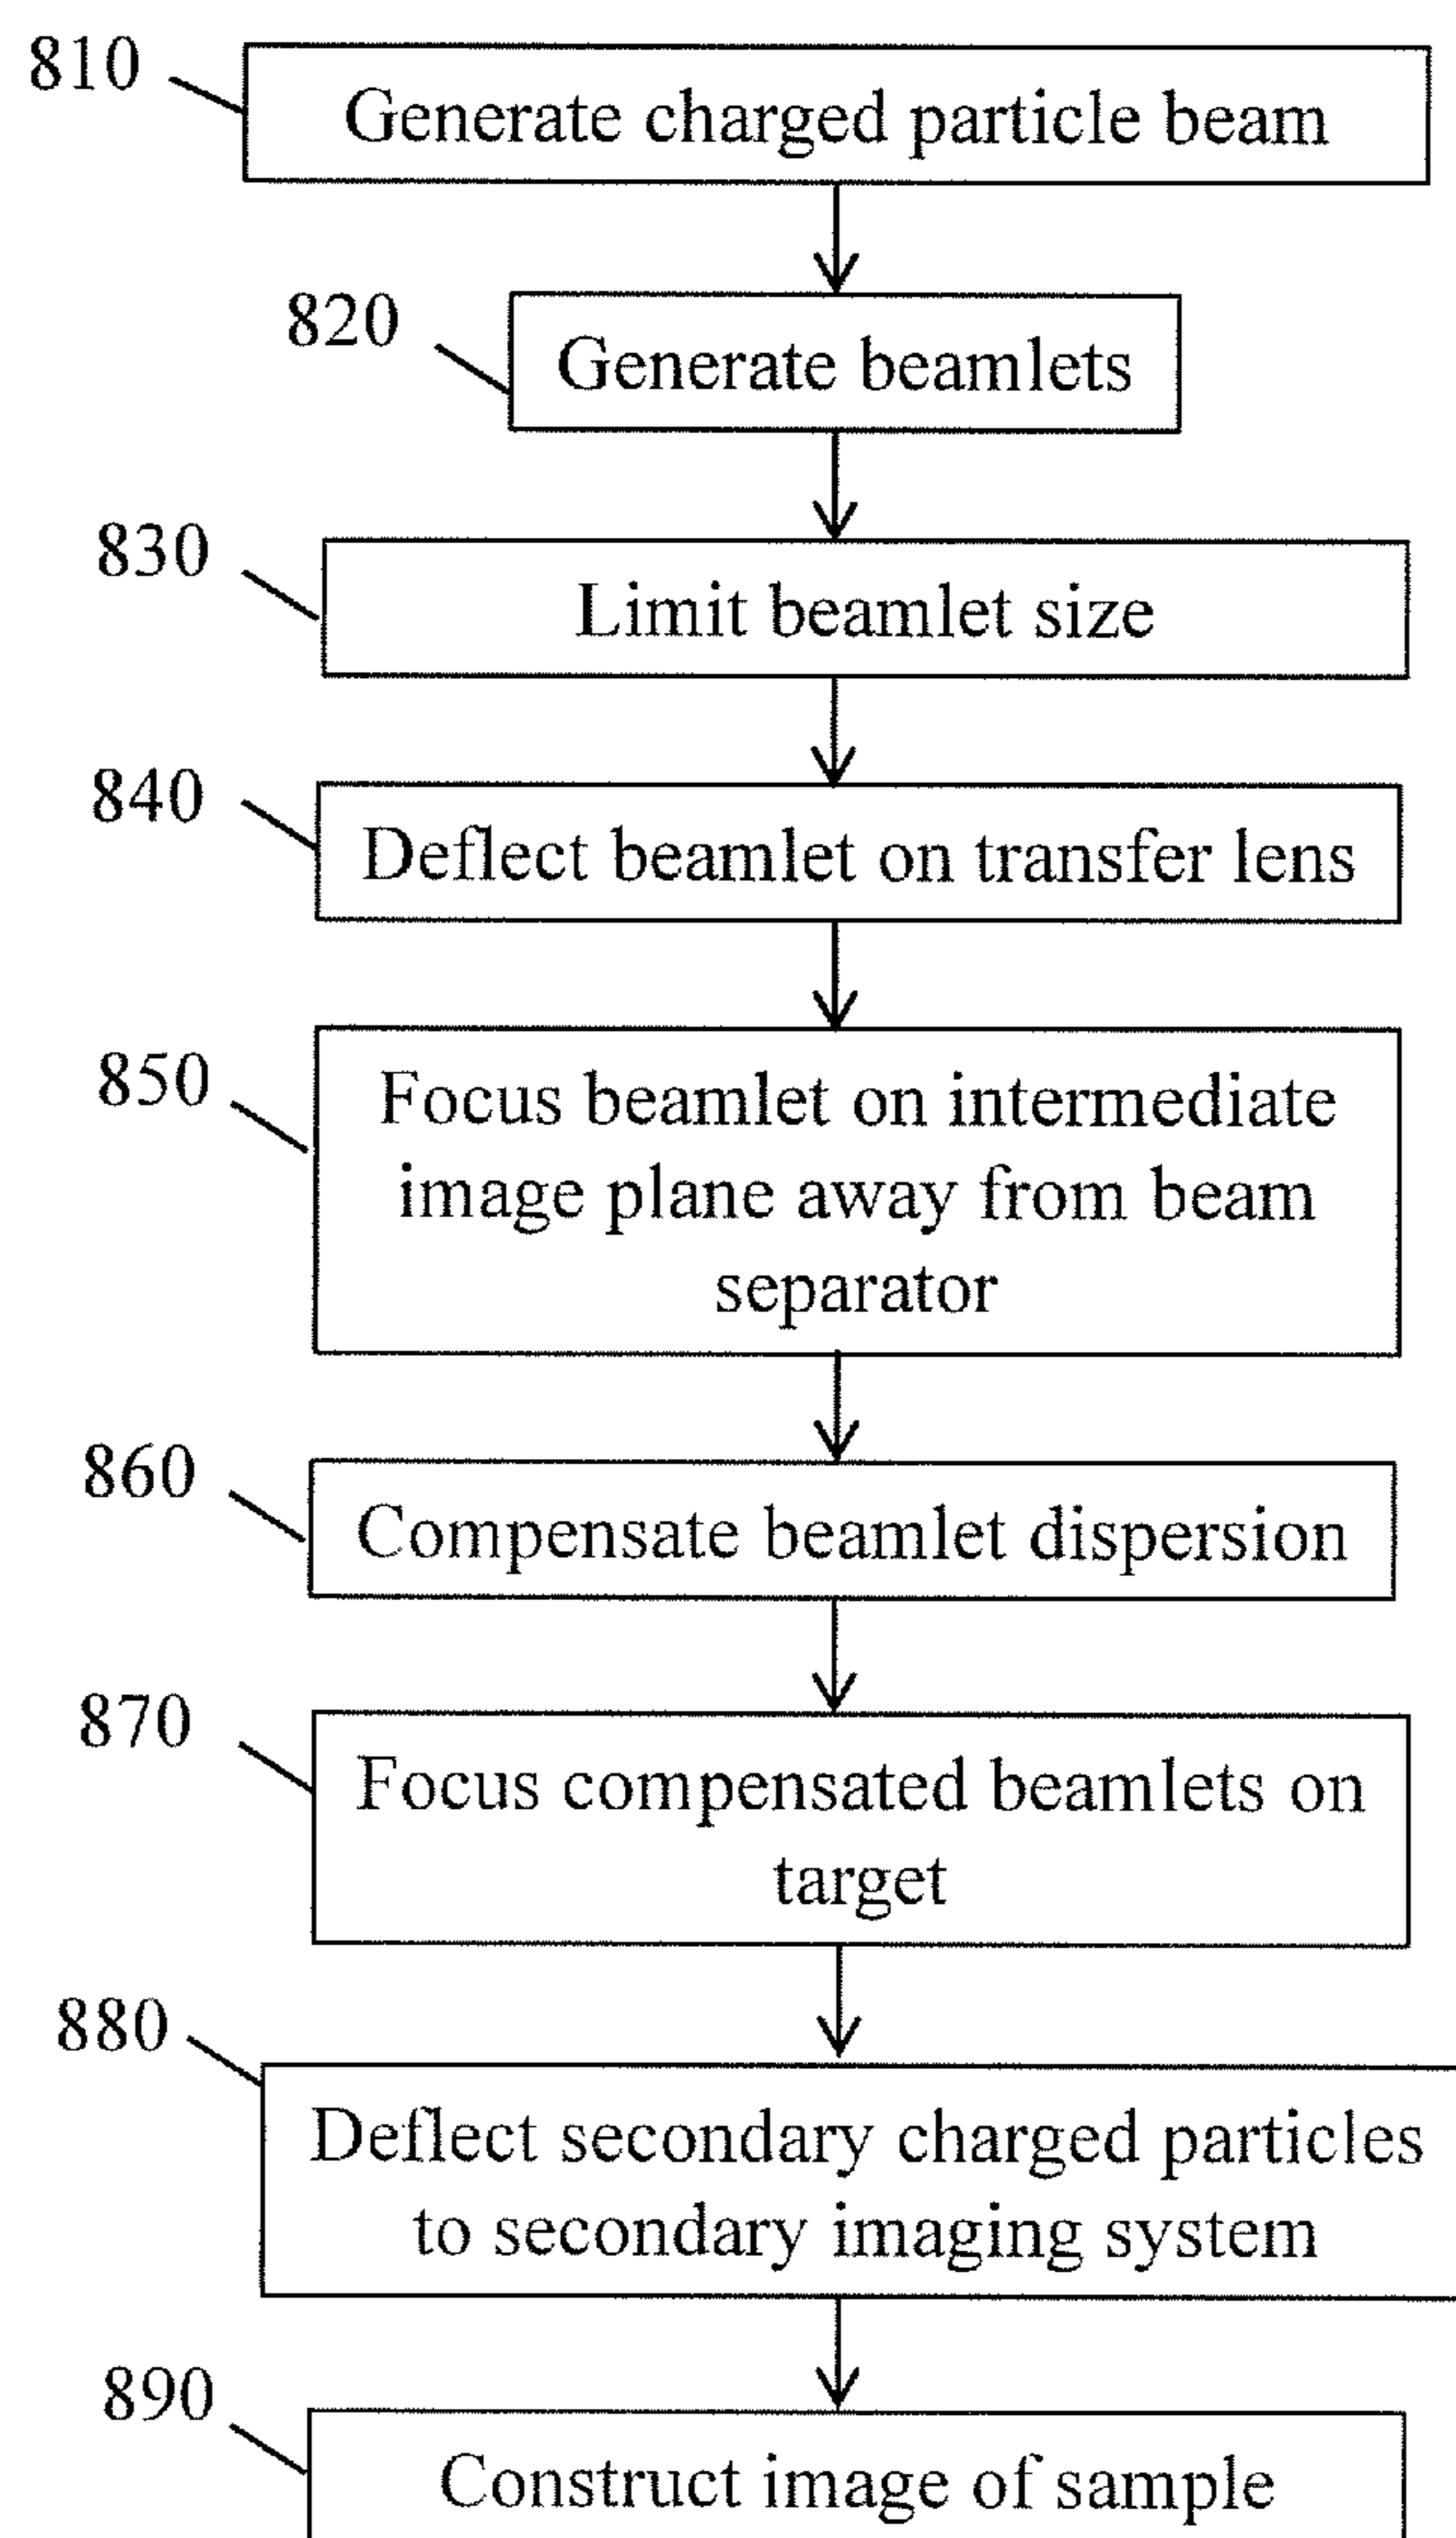 810
Generate charged particle beam
820
Generate beamlets
830
Limit beamlet size
840
Deflect beamlet on transfer lens
850
Focus beamlet on intermediate
image plane away from beam
separator
860
Compensate beamlet dispersion
870
Focus compensated beamlets on
target
880
Deflect secondary charged particles
to secondary imaging system
890
Construct image of sample